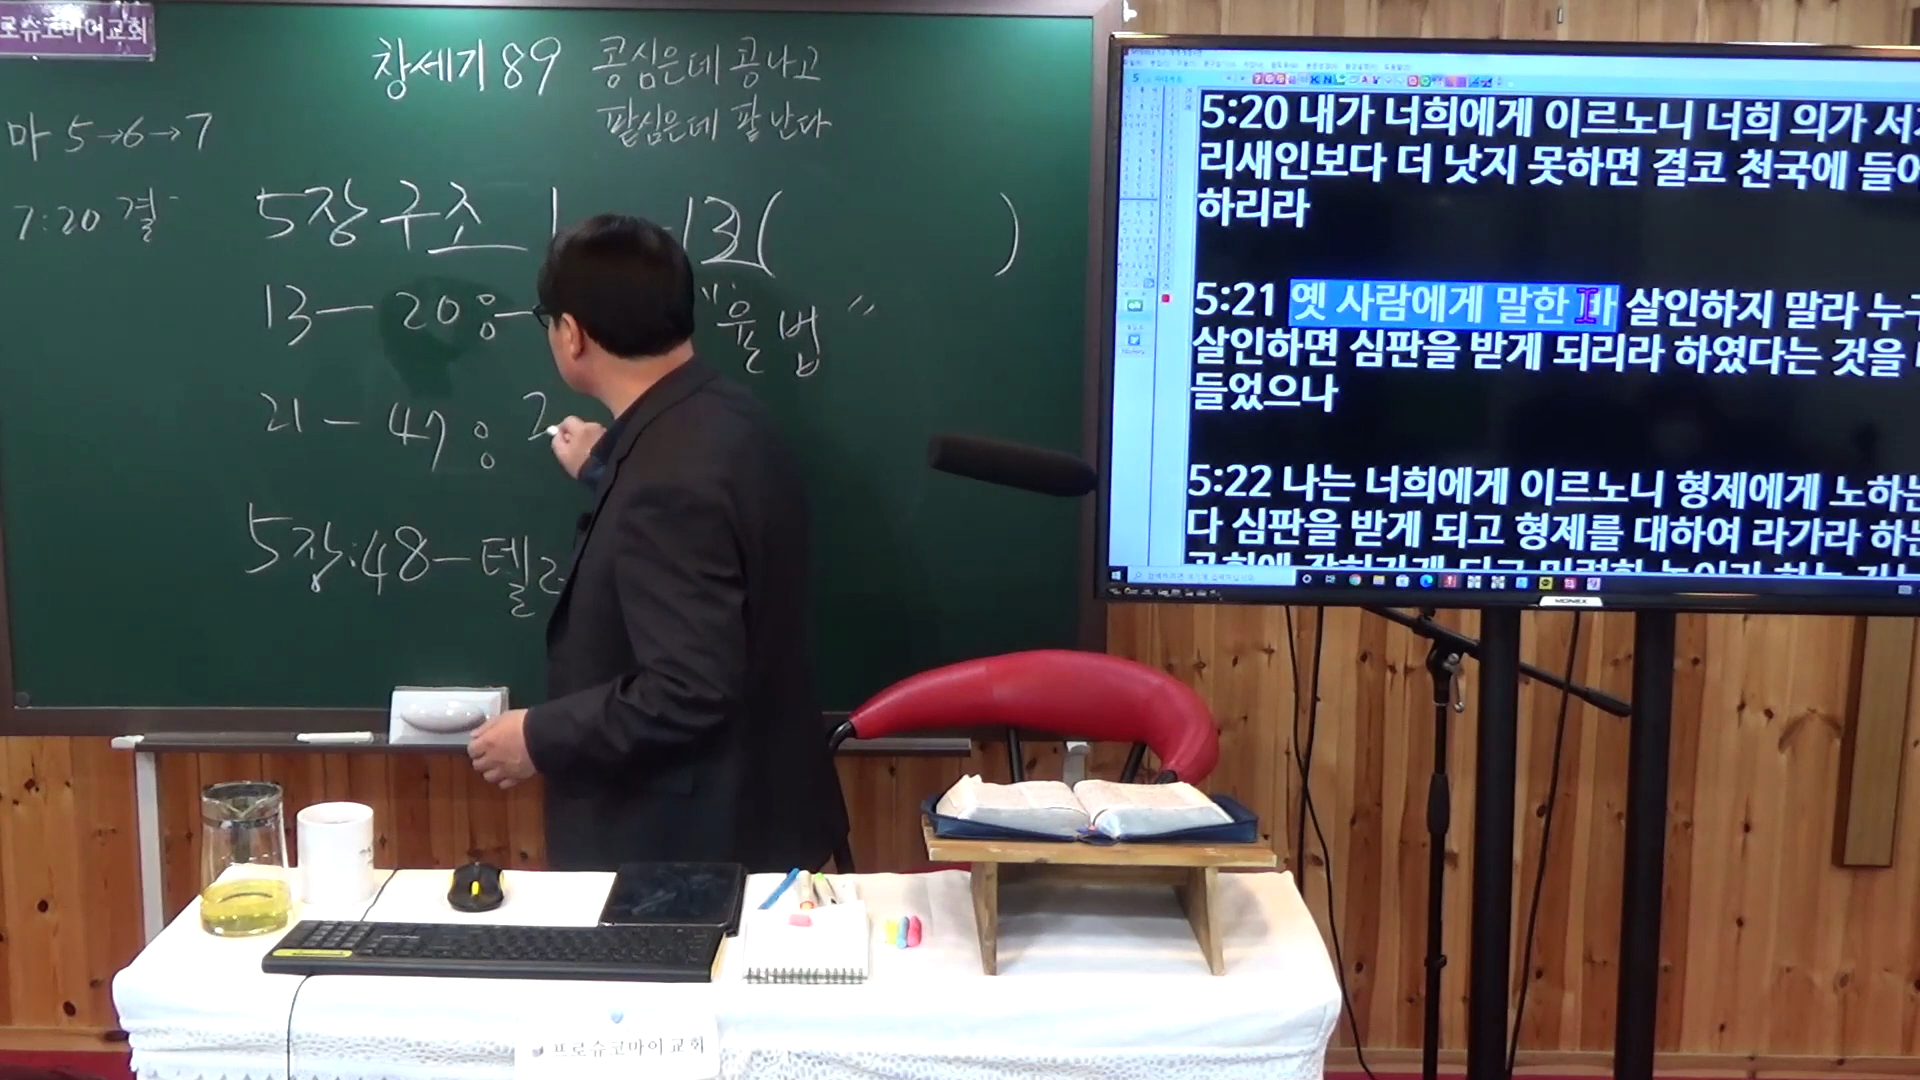 로슈코마이교회
창세기 89 콩심은데 콩나고
팥심은데 팥난다
마 5→6→7
7:20 결
5장 구조 1 -13 ( )
13 — 20 : "율법"
21 — 47 : 2
5장:48 - 텔
5:20 내가 너희에게 이르노니 너희 의가 서
리새인보다 더 낫지 못하면 결코 천국에 들어
하리라
5:21 옛 사람에게 말한 바 살인하지 말라 누구
살인하면 심판을 받게 되리라 하였다는 것을
들었으나
5:22 나는 너희에게 이르노니 형제에게 노하는
다 심판을 받게 되고 형제를 대하여 라가라 하는
MONEX
프로슈코마이교회